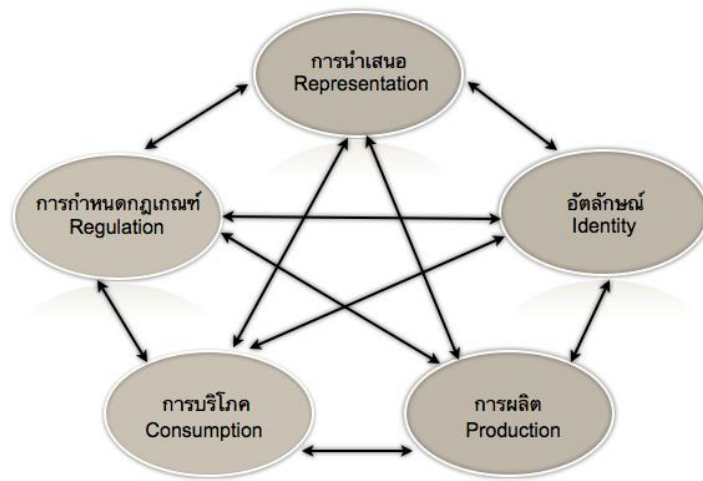 การนำเสนอ
Representation
การกำหนดกฎเกณฑ์
Regulation
อัตลักษณ์
Identity
การบริโภค
Consumption
การผลิต
Production